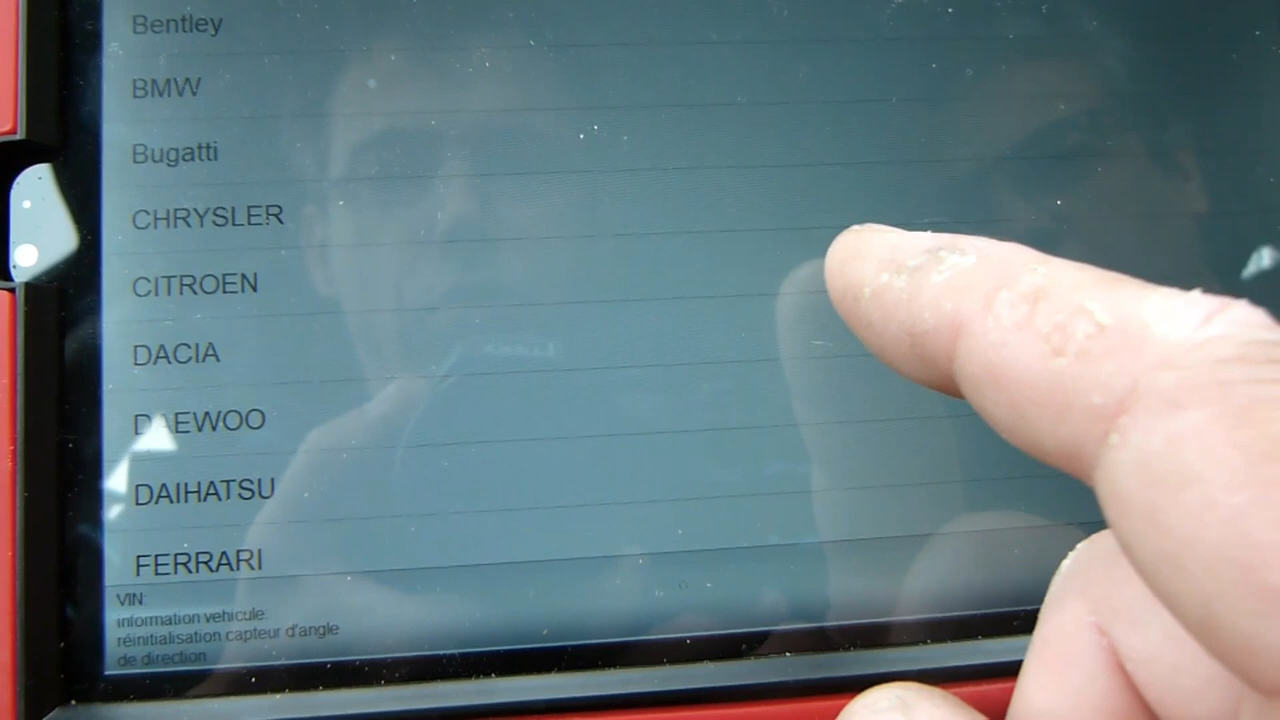 Bentley
BMW
Bugatti
CHRYSLER
CITROEN
DACIA
DAEWOO
DAIHATSU
FERRARI
VIN:
information vehicule:
réinitialisation capteur d'angle
de direction